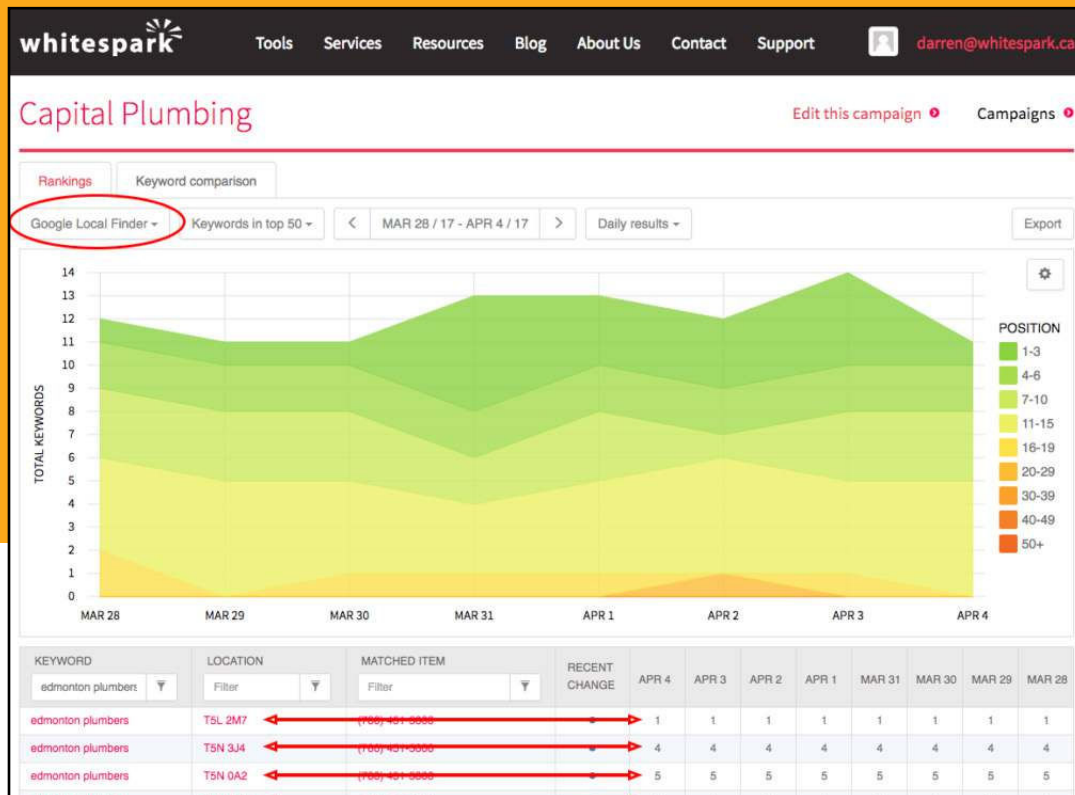 whitespark Tools Services Resources Blog About Us Contact Support darren@whitespark.ca
Capital Plumbing Edit this campaign Campaigns
Rankings Keyword comparison
Google Local Finder Keywords in top 50 < MAR 28 / 17 - APR 4 / 17 > Daily results Export
14
13
12
11
10
9
8
7
6
5
4
3
2
1
0
TOTAL KEYWORDS
MAR 28 MAR 29 MAR 30 MAR 31 APR 1 APR 2 APR 3 APR 4
POSITION
1-3
4-6
7-10
11-15
16-19
20-29
30-39
40-49
50+
KEYWORD LOCATION MATCHED ITEM RECENT CHANGE APR 4 APR 3 APR 2 APR 1 MAR 31 MAR 30 MAR 29 MAR 28
edmonton plumbers Filter Filter
edmonton plumbers T5L 2M7 1 1 1 1 1 1 1 1
edmonton plumbers T5N 3J4 4 4 4 4 4 4 4 4
edmonton plumbers T5N 0A2 5 5 5 5 5 5 5 5